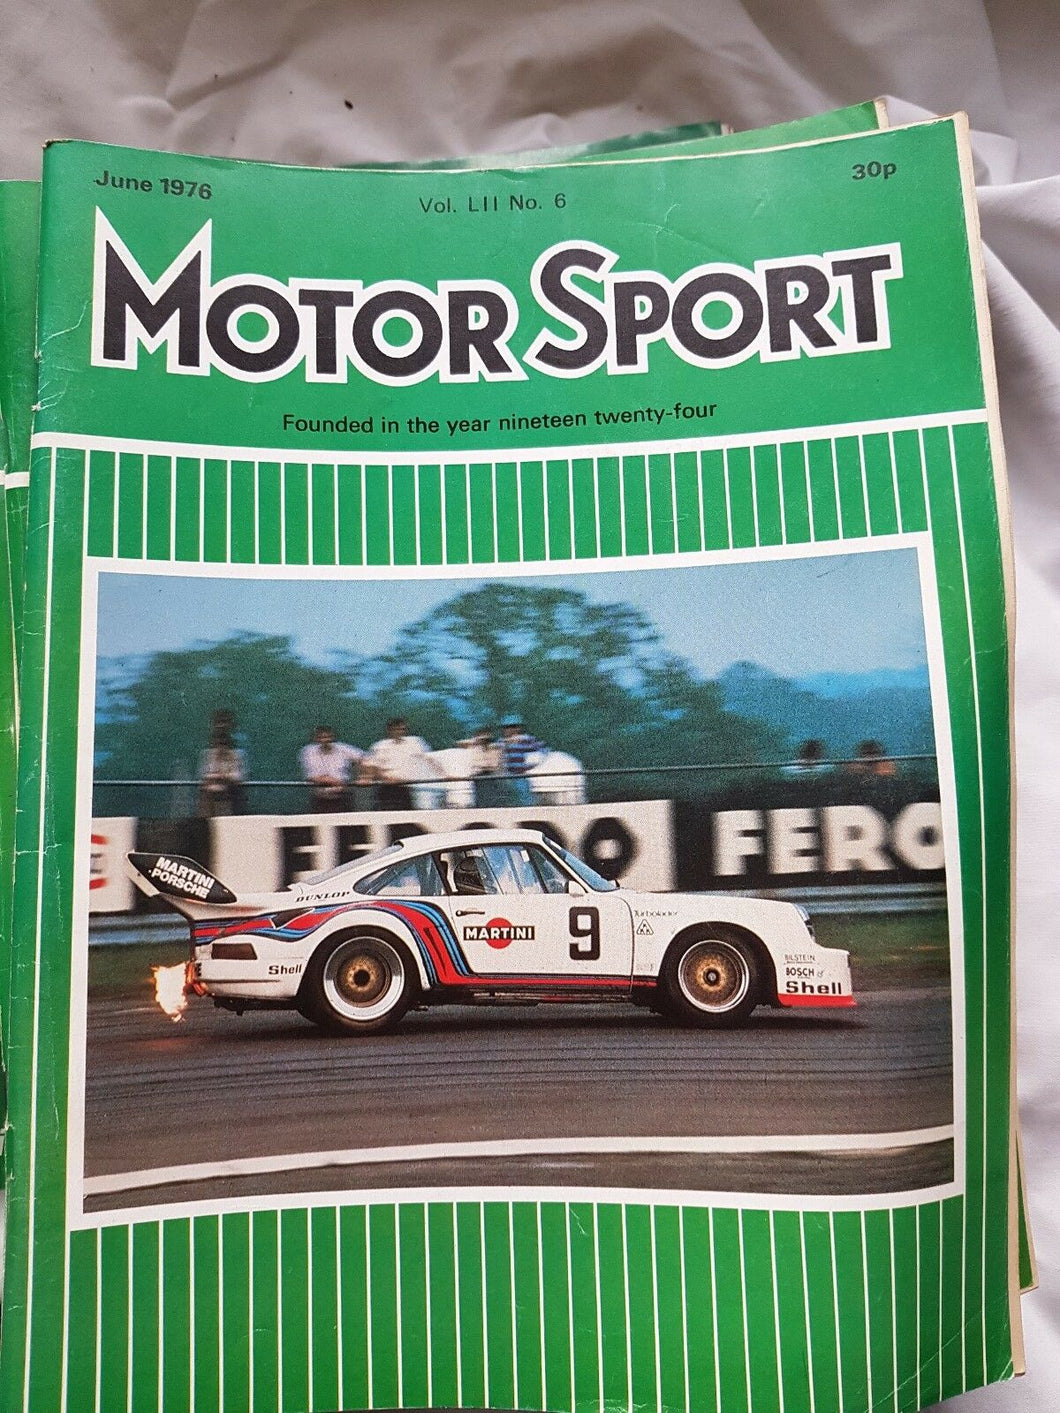 June 1976
Vol. LII No. 6
30p
MOTOR SPORT
Founded in the year nineteen twenty-four
FERODO
FERO
MARTINI
PORSCHE
DUNLOP
MARTINI
9
Turbolader
Shell
BILSTEIN
BOSCH
Shell